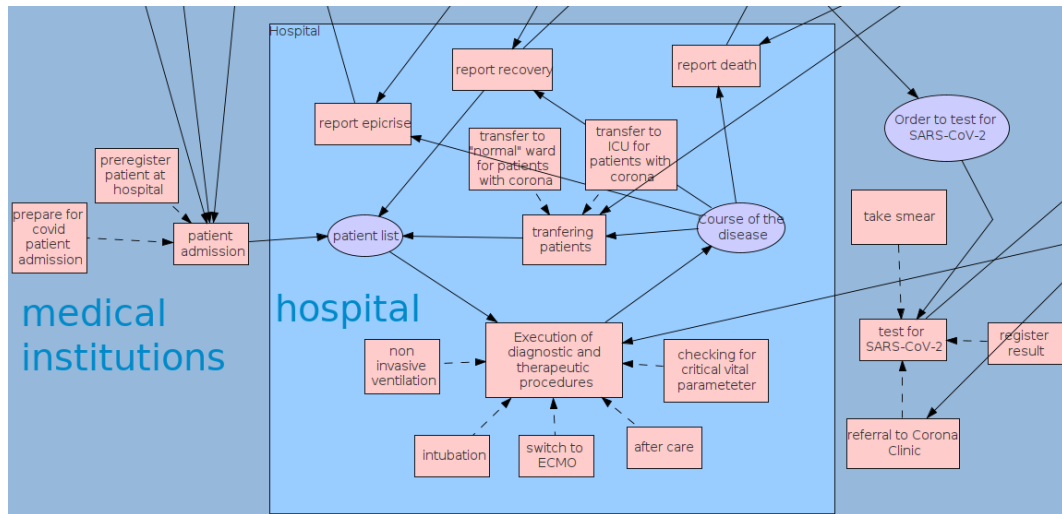 Hospital
report recovery
report death
report epicrise
Order to test for
SARS-CoV-2
transfer to
"normal" ward
for patients
with corona
transfer to
ICU for
patients with
corona
preregister
patient at
hospital
prepare for
covid
patient
admission
patient
admission
patient list
tranfering
patients
Course of the
disease
take smear
medical
institutions
hospital
Execution of
diagnostic and
therapeutic
procedures
non
invasive
ventilation
checking for
critical vital
parameteter
test for
SARS-CoV-2
register
result
intubation
switch to
ECMO
after care
referral to Corona
Clinic